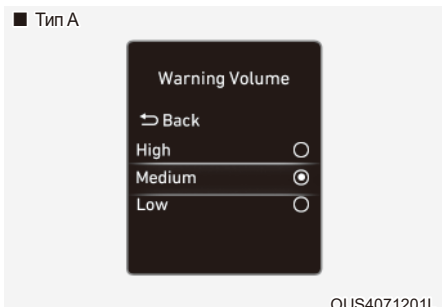 ■ Тип A
Warning Volume
Back
High
Medium
Low
OUS4071201L